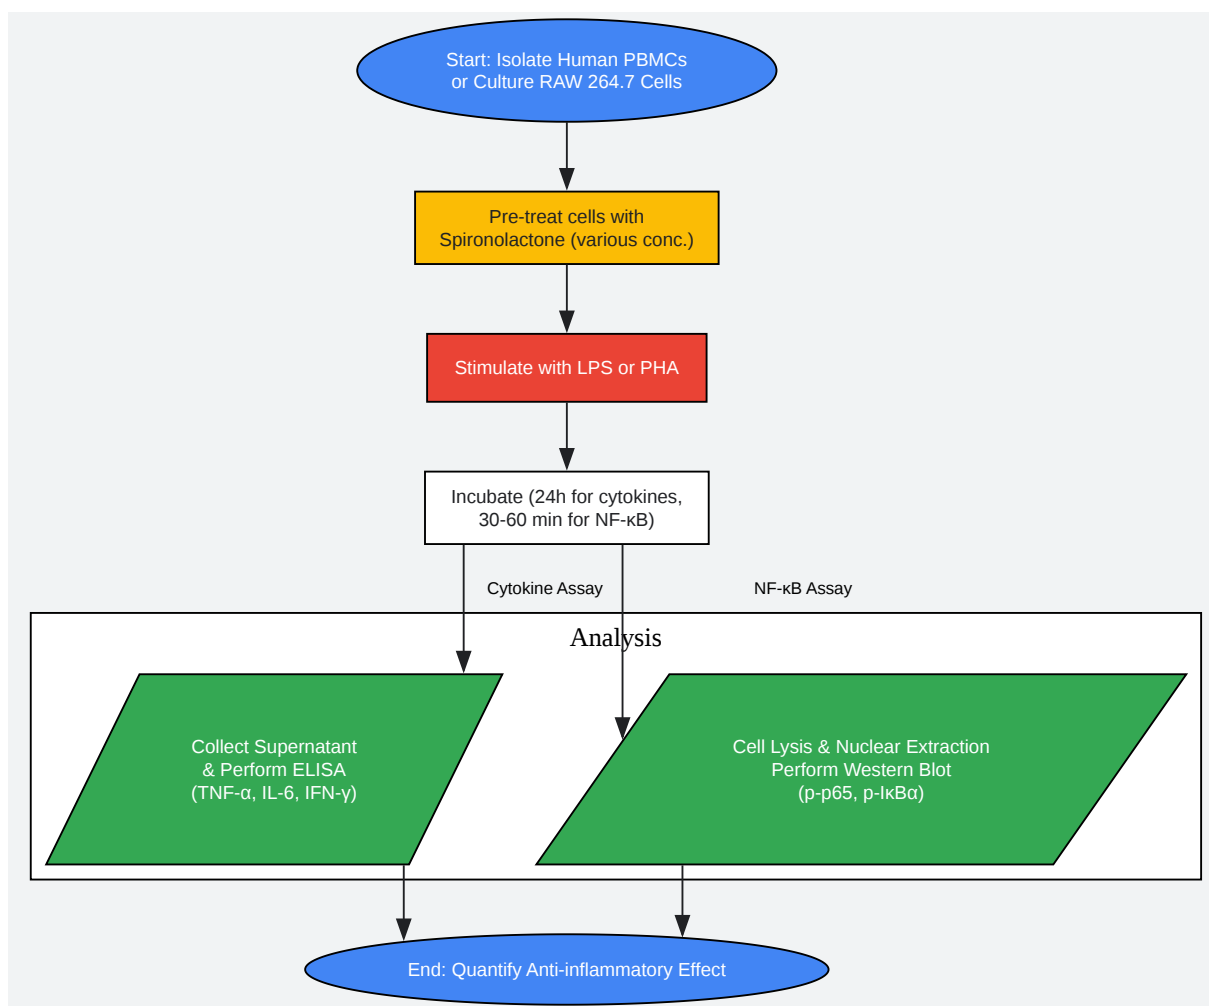 Start: Isolate Human PBMCs
or Culture RAW 264.7 Cells
Pre-treat cells with
Spironolactone (various conc.)
Stimulate with LPS or PHA
Incubate (24h for cytokines,
30-60 min for NF-κB)
Cytokine Assay
NF-κB Assay
Analysis
Collect Supernatant
& Perform ELISA
(TNF-α, IL-6, IFN-γ)
Cell Lysis & Nuclear Extraction
Perform Western Blot
(p-p65, p-IκBα)
End: Quantify Anti-inflammatory Effect